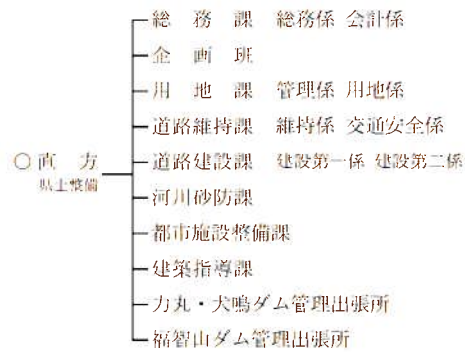 総務課 総務係 会計係
企画班
用地課 管理係 用地係
道路維持課 維持係 交通安全係
○直方
県土整備
道路建設課 建設第一係 建設第二係
河川砂防課
都市施設整備課
建築指導課
力丸・犬鳴ダム管理出張所
福智山ダム管理出張所